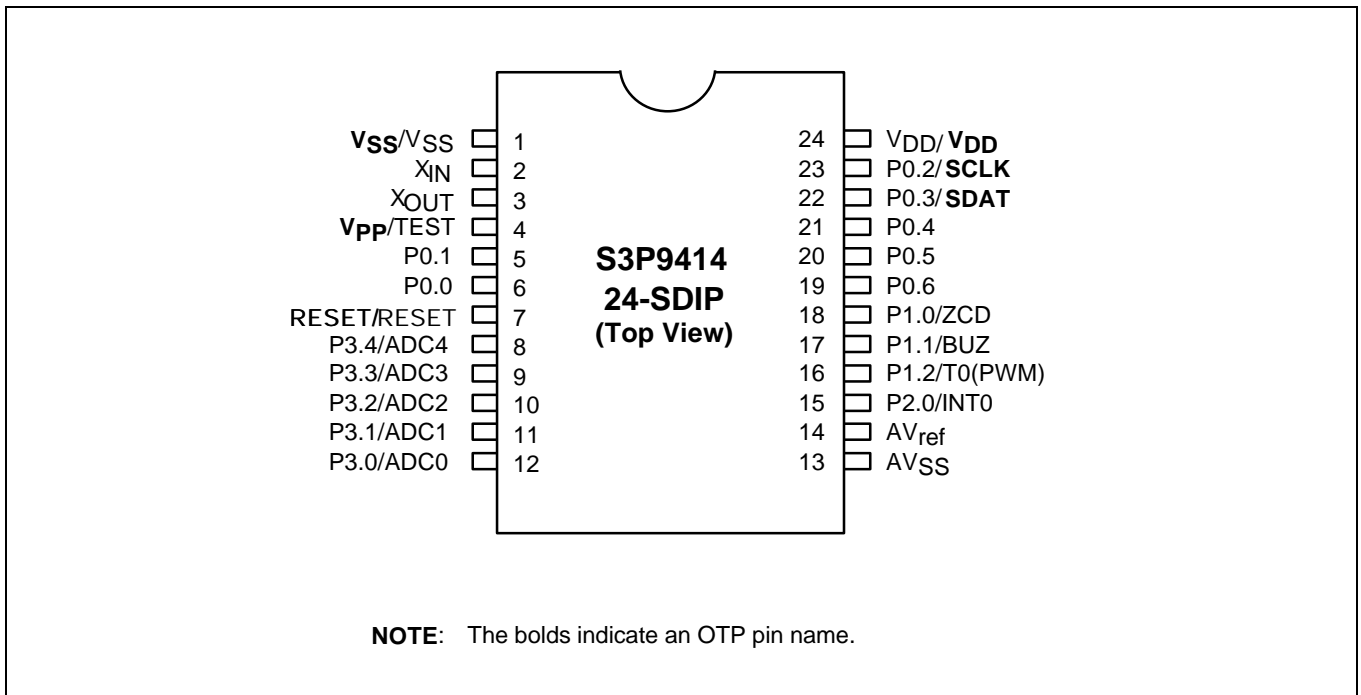 VSS/VSS 1
XIN 2
XOUT 3
VPP/TEST 4
P0.1 5
P0.0 6
RESET/RESET 7
P3.4/ADC4 8
P3.3/ADC3 9
P3.2/ADC2 10
P3.1/ADC1 11
P3.0/ADC0 12
S3P9414
24-SDIP
(Top View)
24 VDD/VDD
23 P0.2/SCLK
22 P0.3/SDAT
21 P0.4
20 P0.5
19 P0.6
18 P1.0/ZCD
17 P1.1/BUZ
16 P1.2/T0(PWM)
15 P2.0/INT0
14 AVref
13 AVSS
NOTE: The bolds indicate an OTP pin name.